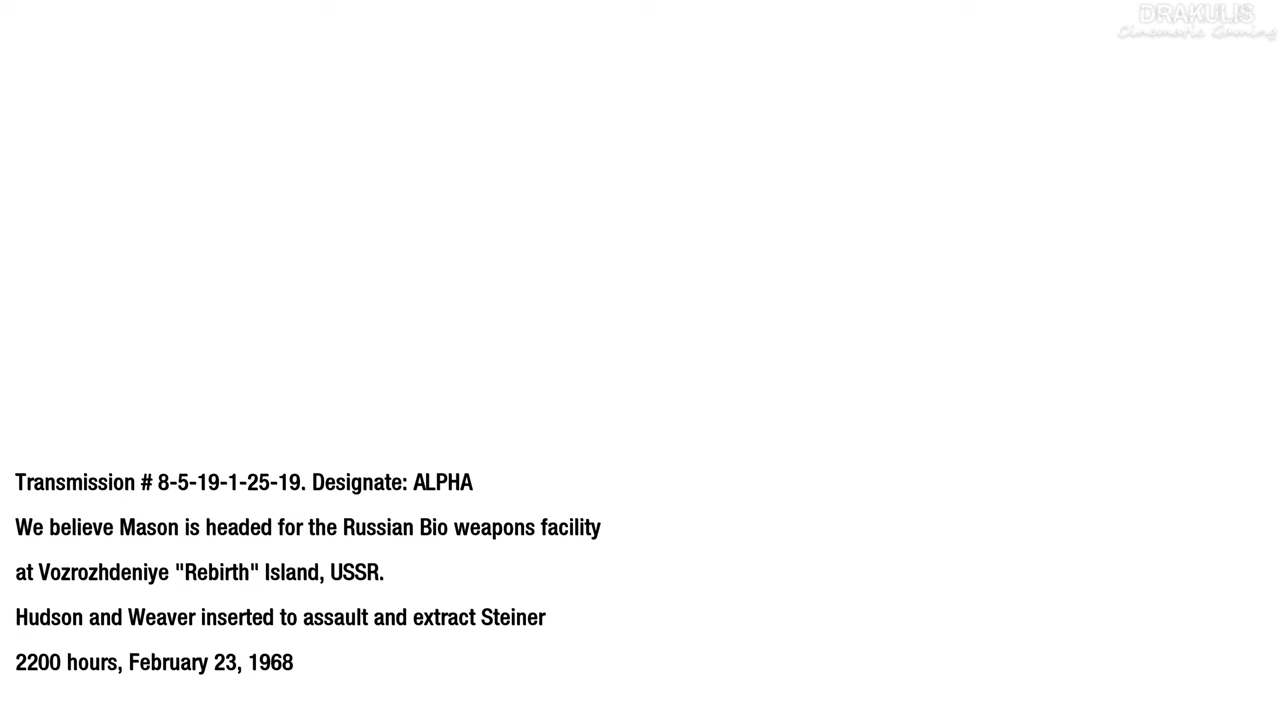 DRAKULIS
Cinematic Gaming
Transmission # 8-5-19-1-25-19. Designate: ALPHA
We believe Mason is headed for the Russian Bio weapons facility
at Vozrozhdeniye "Rebirth" Island, USSR.
Hudson and Weaver inserted to assault and extract Steiner
2200 hours, February 23, 1968